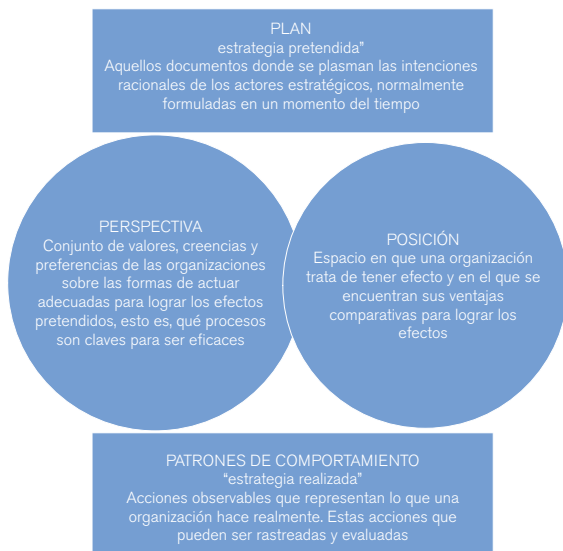 PLAN
estrategia pretendida”
Aquellos documentos donde se plasman las intenciones
racionales de los actores estratégicos, normalmente
formuladas en un momento del tiempo
PERSPECTIVA
Conjunto de valores, creencias y
preferencias de las organizaciones
sobre las formas de actuar
adecuadas para lograr los efectos
pretendidos, esto es, qué procesos
son claves para ser eficaces
POSICIÓN
Espacio en que una organización
trata de tener efecto y en el que se
encuentran sus ventajas
comparativas para lograr los
efectos
PATRONES DE COMPORTAMIENTO
“estrategia realizada”
Acciones observables que representan lo que una
organización hace realmente. Estas acciones que
pueden ser rastreadas y evaluadas